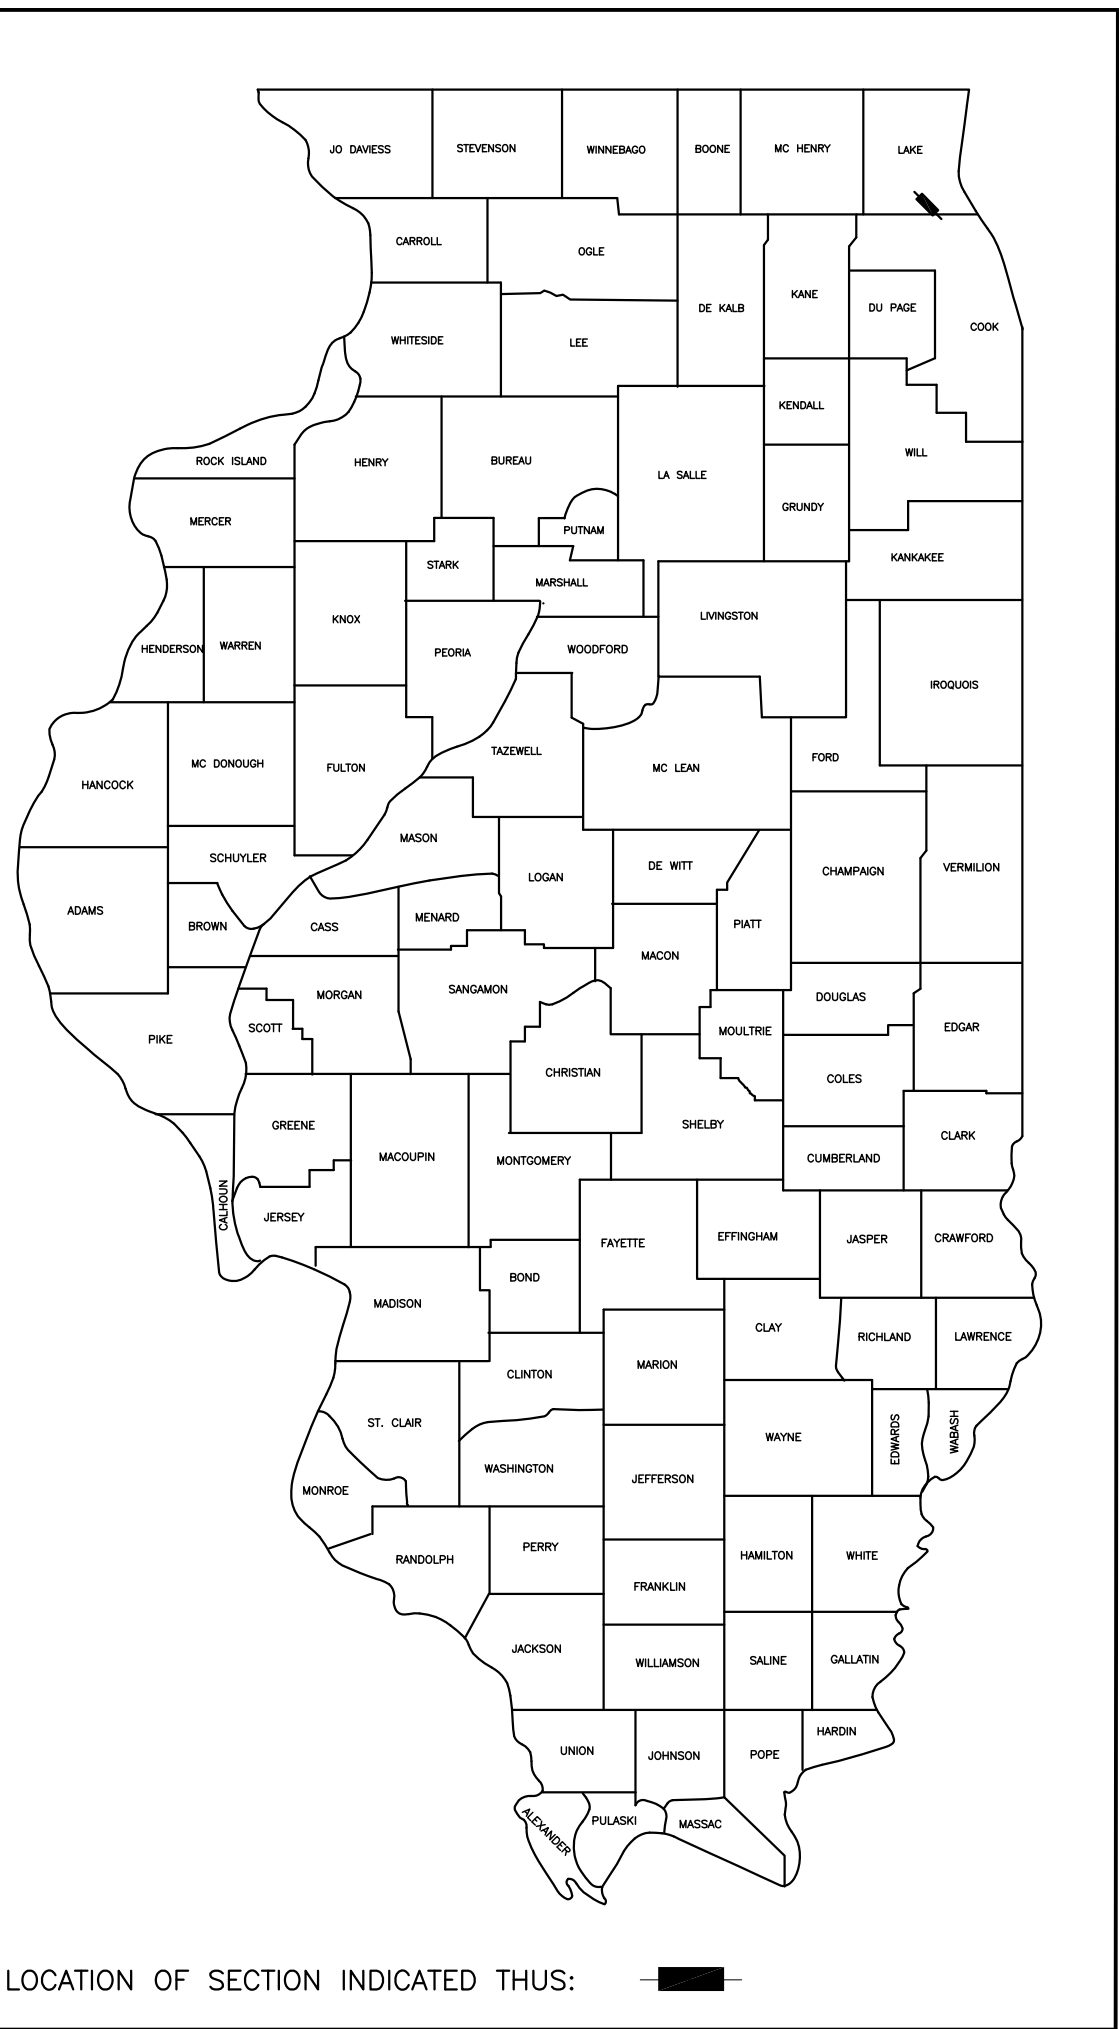 JO DAVIESS
STEVENSON
WINNEBAGO
BOONE
MC HENRY
LAKE
CARROLL
OGLE
DE KALB
KANE
DU PAGE
COOK
WHITESIDE
LEE
KENDALL
ROCK ISLAND
HENRY
BUREAU
LA SALLE
WILL
MERCER
PUTNAM
GRUNDY
KANKAKEE
STARK
MARSHALL
LIVINGSTON
HENDERSON
WARREN
KNOX
PEORIA
WOODFORD
IROQUOIS
HANCOCK
MC DONOUGH
FULTON
TAZEWELL
MC LEAN
FORD
SCHUYLER
MASON
LOGAN
DE WITT
CHAMPAIGN
VERMILION
ADAMS
BROWN
CASS
MENARD
PIATT
MACON
PIKE
SCOTT
MORGAN
SANGAMON
MOULTRIE
DOUGLAS
EDGAR
CHRISTIAN
COLES
GREENE
MACOUPIN
MONTGOMERY
SHELBY
CUMBERLAND
CLARK
CALHOUN
JERSEY
FAYETTE
EFFINGHAM
JASPER
CRAWFORD
MADISON
BOND
CLAY
RICHLAND
LAWRENCE
CLINTON
MARION
ST. CLAIR
WAYNE
EDWARDS
WABASH
MONROE
WASHINGTON
JEFFERSON
RANDOLPH
PERRY
FRANKLIN
HAMILTON
WHITE
JACKSON
WILLIAMSON
SALINE
GALLATIN
UNION
JOHNSON
POPE
HARDIN
ALEXANDER
PULASKI
MASSAC
LOCATION OF SECTION INDICATED THUS: